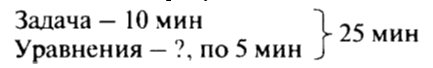 Задача – 10 мин
Уравнения – ?, по 5 мин
25 мин